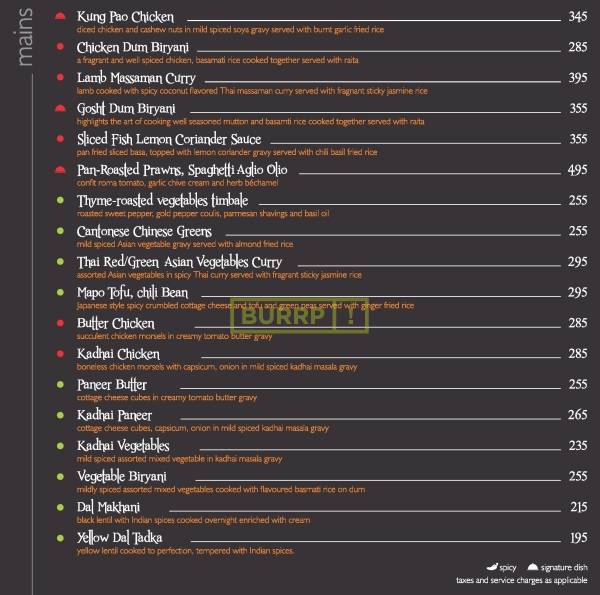 mains
Kung Pao Chicken 345
diced chicken and cashew nuts in mild spiced soya gravy served with burnt garlic fried rice
Chicken Dum Biryani 285
a fragrant and well spiced chicken, basamati rice cooked together served with raita
Lamb Massaman Curry 395
lamb cooked with spicy coconut flavored Thai massaman curry served with fragrant sticky jasmine rice
Gosht Dum Biryani 355
highlights the art of cooking well seasoned mutton and basamti rice cooked together served with raita
Sliced Fish Lemon Coriander Sauce 355
pan fried sliced basa, topped with lemon coriander gravy served with chili basil fried rice
Pan-Roasted Prawns, Spaghetti Aglio Olio 495
confit roma tomato, garlic chive cream and herb béchamel
Thyme-roasted vegetables timbale 255
roasted sweet pepper, gold pepper coulis, parmesan shavings and basil oil
Cantonese Chinese Greens 255
mild spiced Asian vegetable gravy served with almond fried rice
Thai Red/Green Asian Vegetables Curry 295
assorted Asian vegetables in spicy Thai curry served with fragrant sticky jasmine rice
Mapo Tofu, chili Bean 295
Japanese style spicy crumbled cottage cheese and tofu and green peas served with ginger fried rice
BURRP!
Butter Chicken 285
succulent chicken morsels in creamy tomato butter gravy
Kadhai Chicken 285
boneless chicken morsels with capsicum, onion in mild spiced kadhai masala gravy
Paneer Butter 255
cottage cheese cubes in creamy tomato butter gravy
Kadhai Paneer 265
cottage cheese cubes, capsicum, onion in mild spiced kadhai masala gravy
Kadhai Vegetables 235
mild spiced assorted mixed vegetable in kadhai masala gravy
Vegetable Biryani 255
mildly spiced assorted mixed vegetables cooked with flavoured basmati rice on dum
Dal Makhani 215
black lentil with Indian spices cooked overnight enriched with cream
Yellow Dal Tadka 195
yellow lentil cooked to perfection, tempered with Indian spices.
spicy signature dish
taxes and service charges as applicable